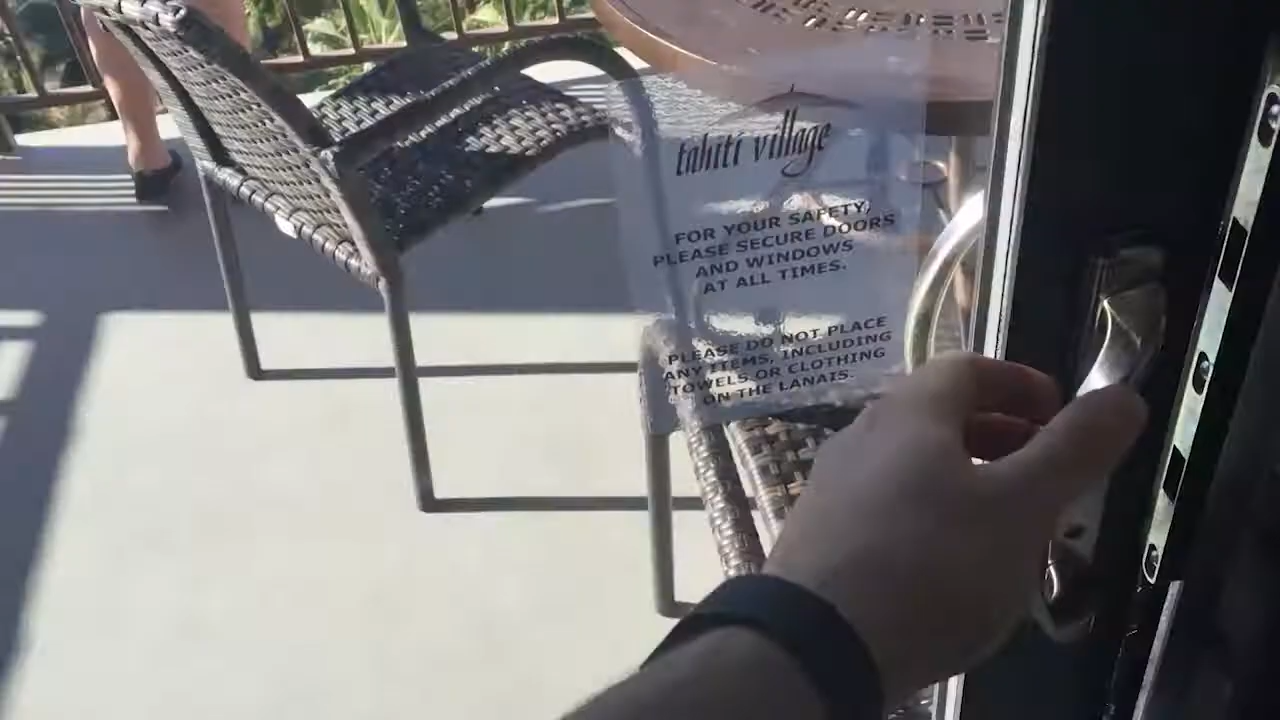 tahiti village
FOR YOUR SAFETY,
PLEASE SECURE DOORS
AND WINDOWS
AT ALL TIMES.
PLEASE DO NOT PLACE
ANY ITEMS, INCLUDING
TOWELS OR CLOTHING
ON THE LANAIS.